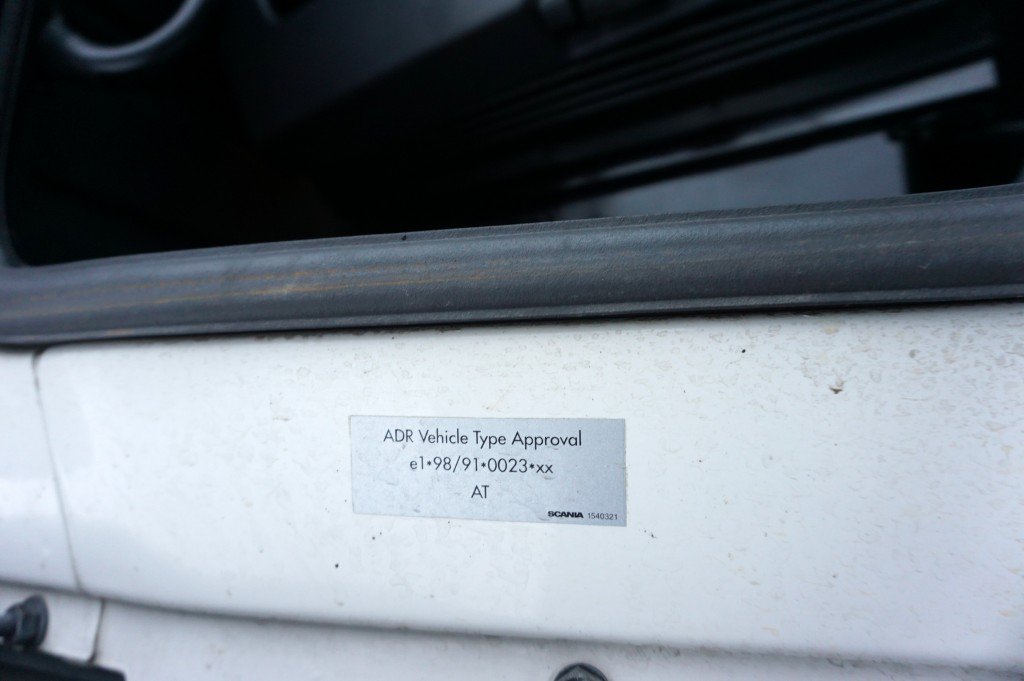 ADR Vehicle Type Approval
e1*98/91*0023*xx
AT
SCANIA 1540321